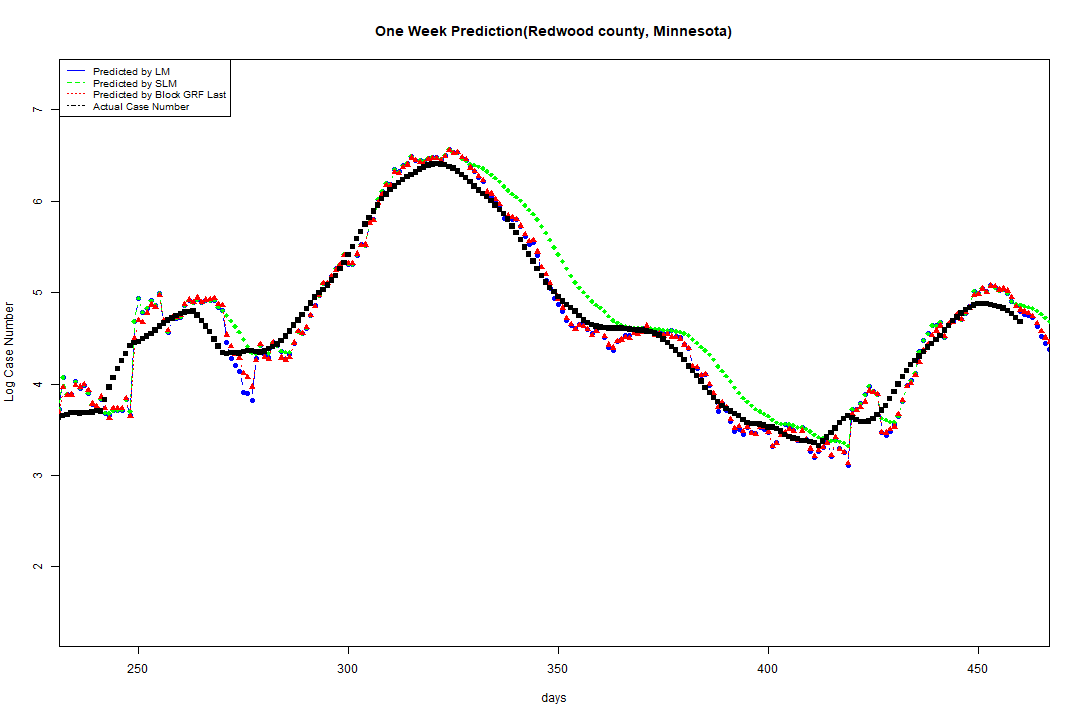 One Week Prediction(Redwood county, Minnesota)
Predicted by LM
Predicted by SLM
Predicted by Block GRF Last
Actual Case Number
7
6
5
4
3
2
Log Case Number
250 300 350 400 450
days